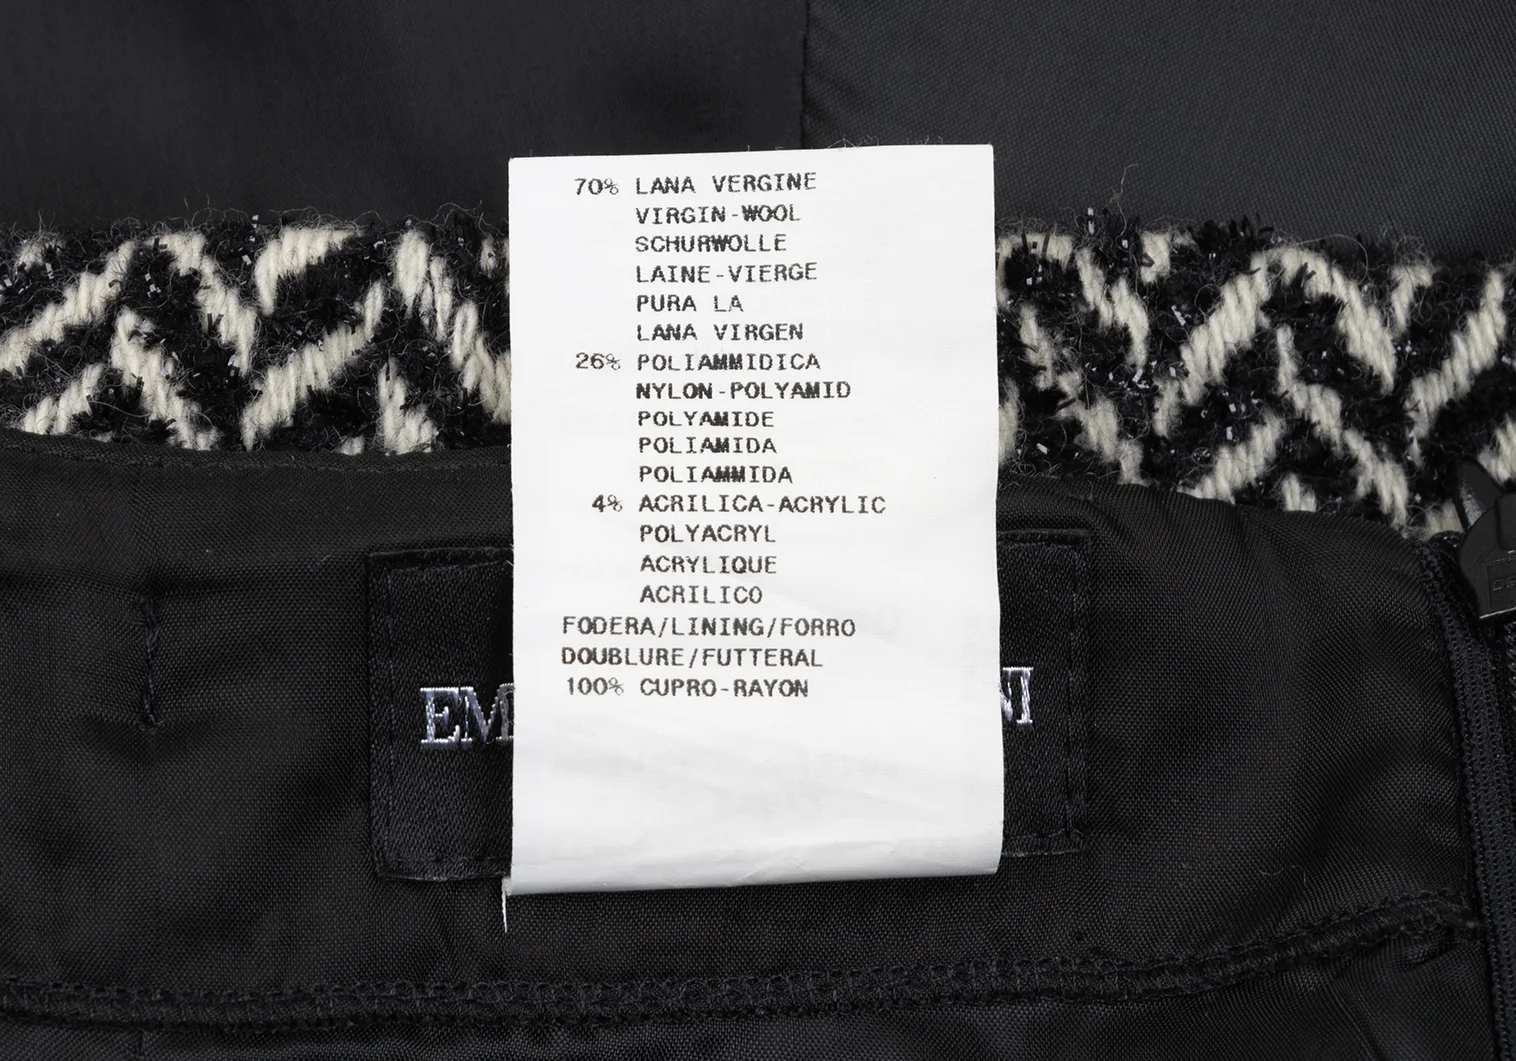 70% LANA VERGINE
VIRGIN-WOOL
SCHURWOLLE
LAINE-VIERGE
PURA LA
LANA VIRGEN
26% POLIAMMIDICA
NYLON-POLYAMID
POLYAMIDE
POLIAMIDA
POLIAMMIDA
4% ACRILICA-ACRYLIC
POLYACRYL
ACRYLIQUE
ACRILICO
FODERA/LINING/FORRO
DOUBLURE/FUTTERAL
100% CUPRO-RAYON